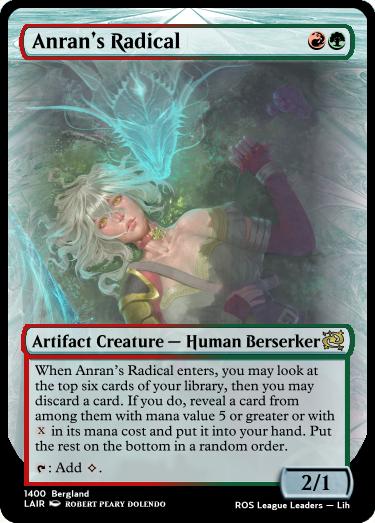 Anran's Radical
Artifact Creature — Human Berserker
When Anran's Radical enters, you may look at
the top six cards of your library, then you may
discard a card. If you do, reveal a card from
among them with mana value 5 or greater or with
X in its mana cost and put it into your hand. Put
the rest on the bottom in a random order.
: Add .
2/1
1400 Bergland
LAIR ROBERT PEARY DOLENDO
ROS League Leaders — Lih